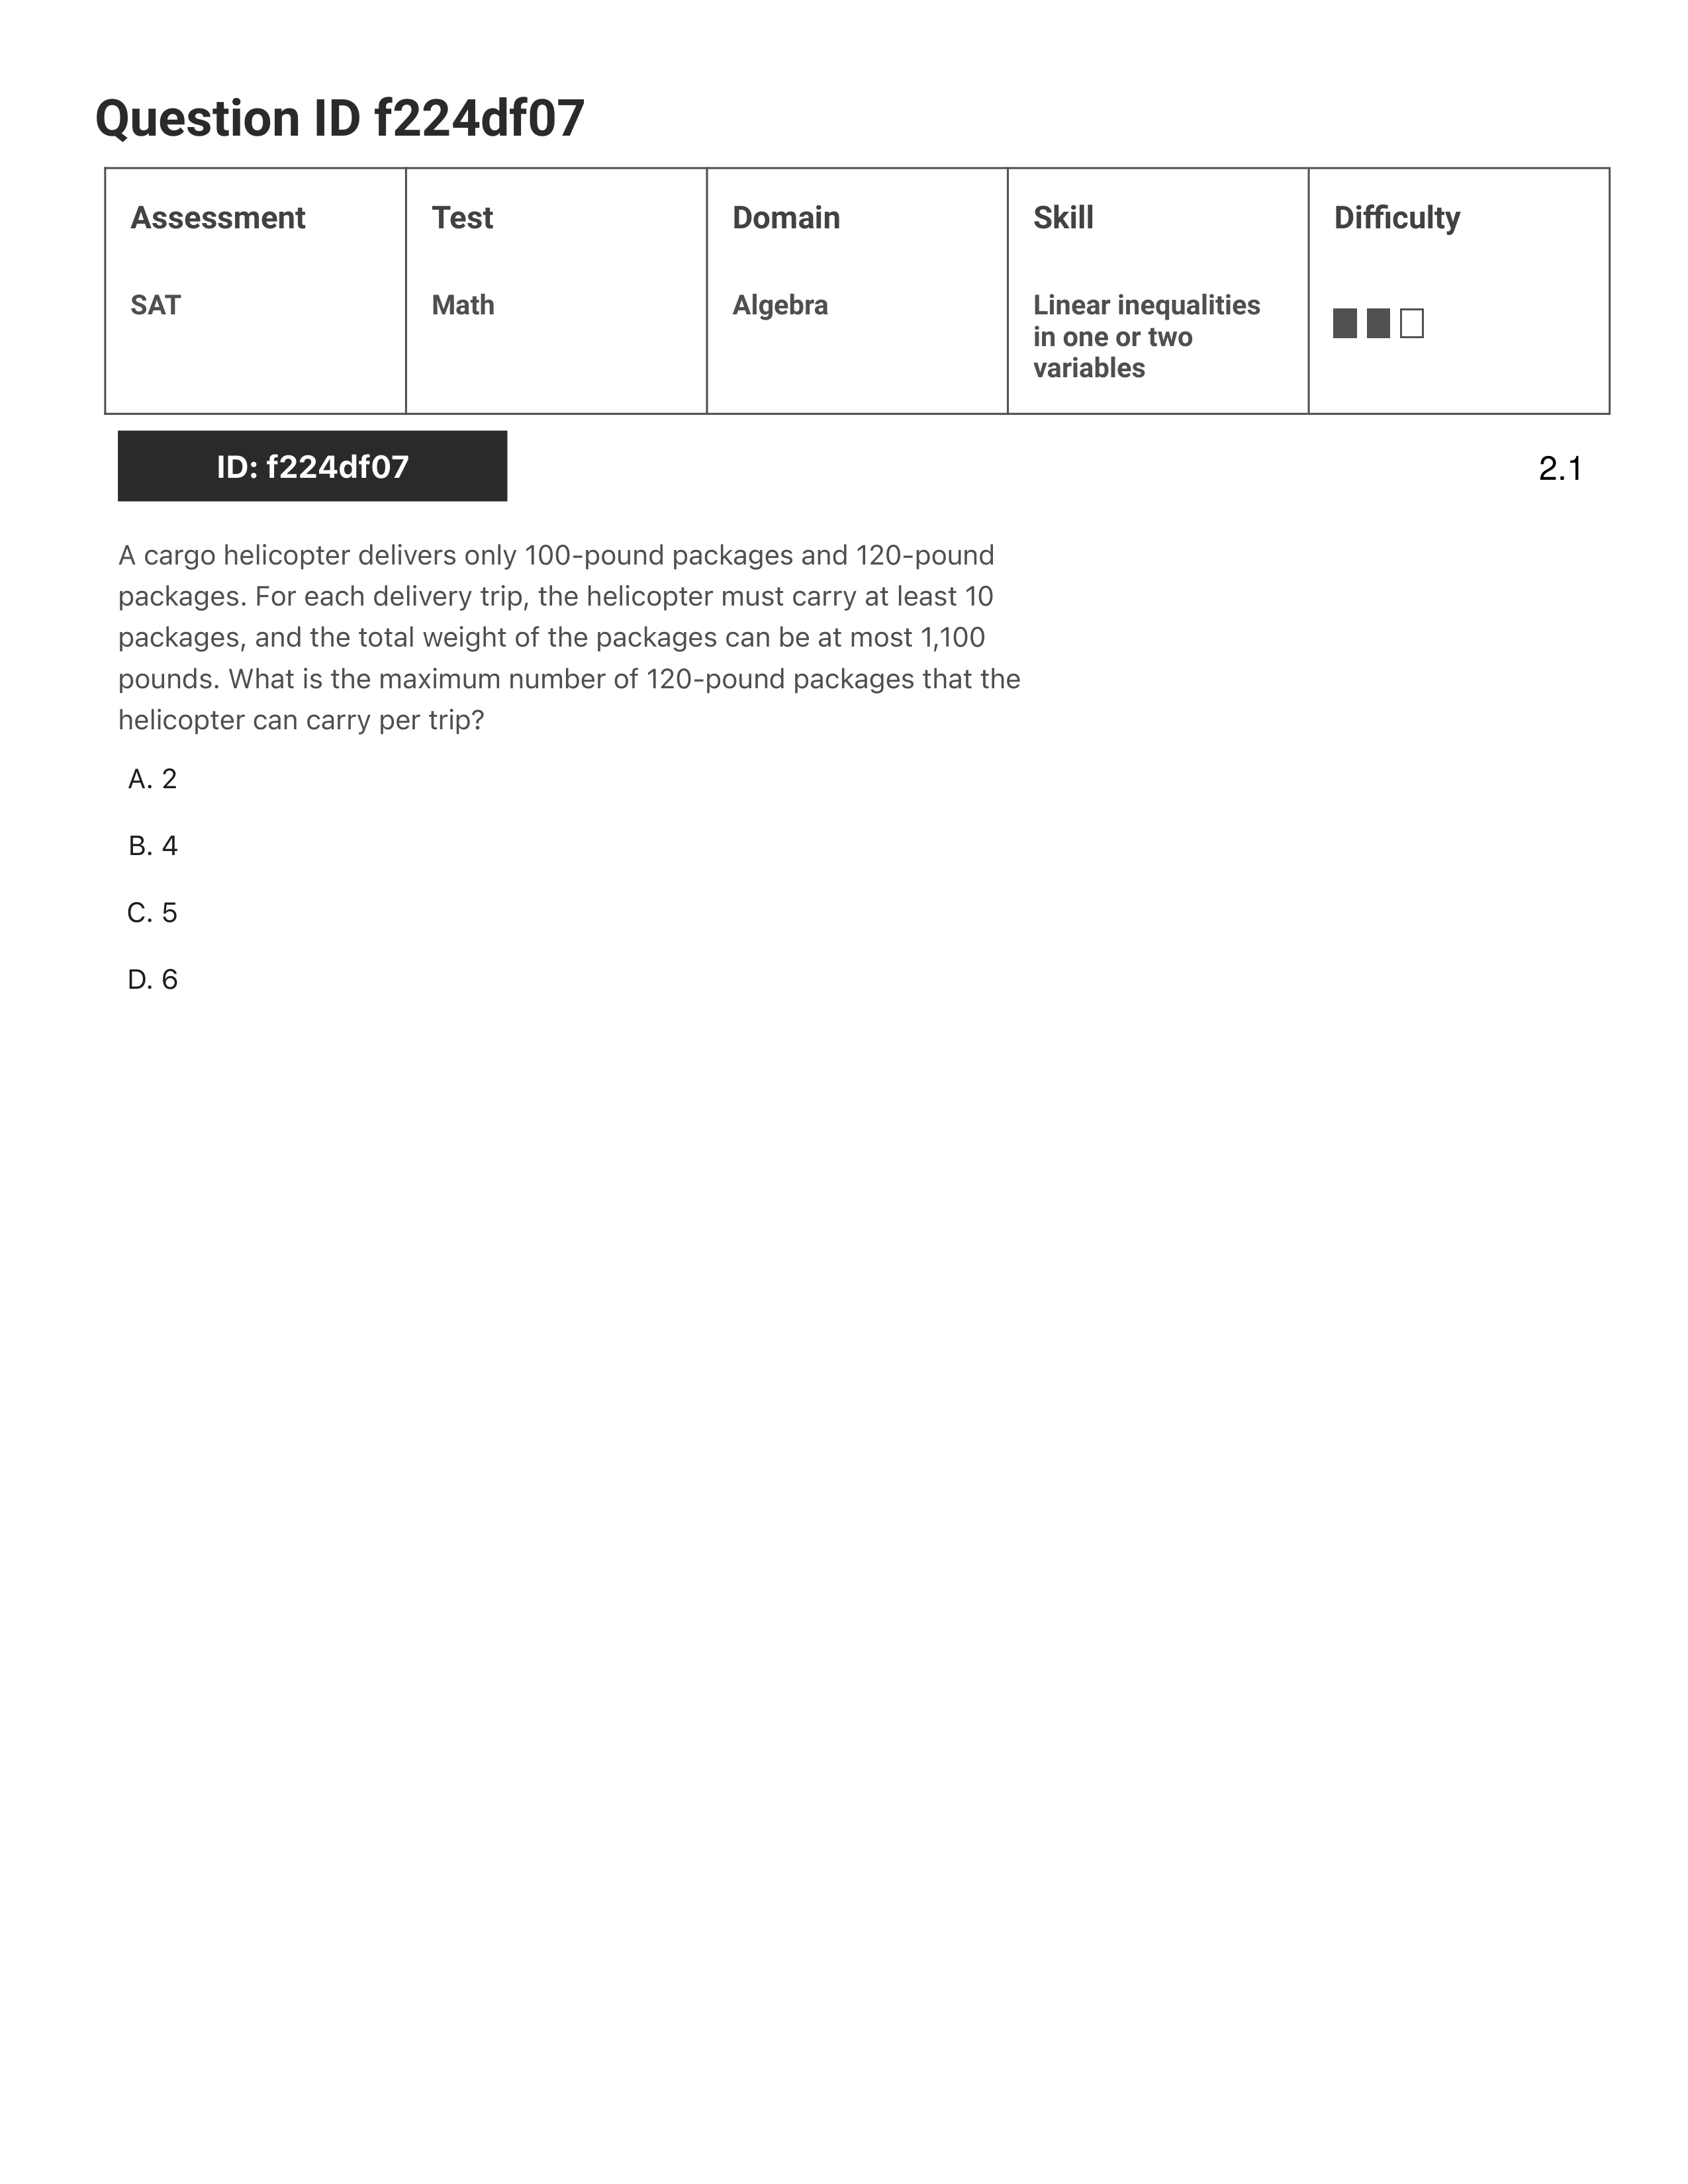 Question ID f224df07
Assessment
Test
Domain
Skill
Difficulty
SAT
Math
Algebra
Linear inequalities
in one or two
variables
ID: f224df07
2.1
A cargo helicopter delivers only 100-pound packages and 120-pound
packages. For each delivery trip, the helicopter must carry at least 10
packages, and the total weight of the packages can be at most 1,100
pounds. What is the maximum number of 120-pound packages that the
helicopter can carry per trip?
A. 2
B. 4
C. 5
D. 6